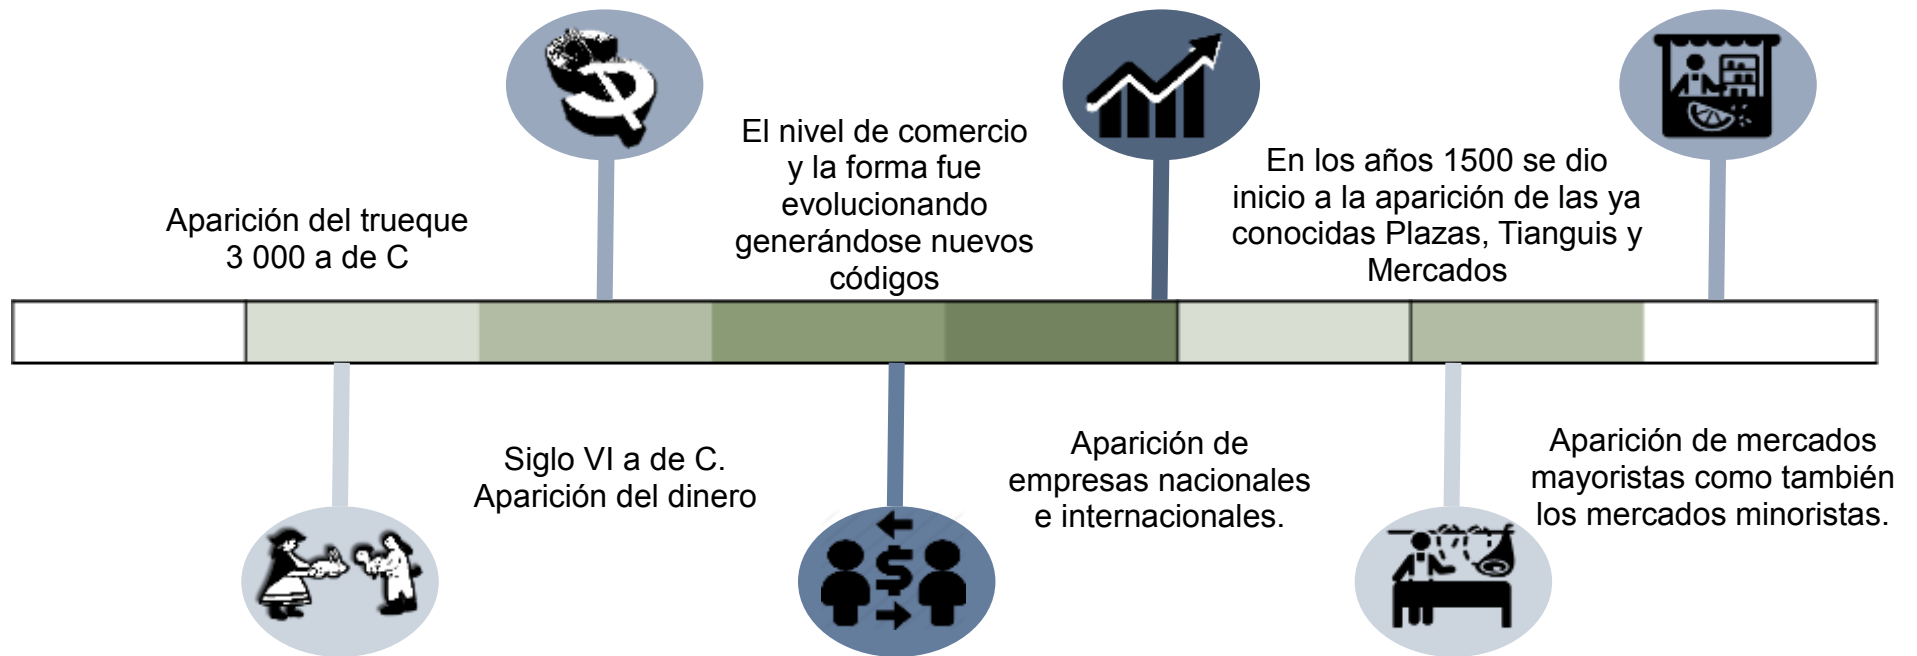 Aparición del trueque
3 000 a de C
Siglo VI a de C.
Aparición del dinero
El nivel de comercio
y la forma fue
evolucionando
generándose nuevos
códigos
Aparición de
empresas nacionales
e internacionales.
En los años 1500 se dio
inicio a la aparición de las ya
conocidas Plazas, Tianguis y
Mercados
Aparición de mercados
mayoristas como también
los mercados minoristas.